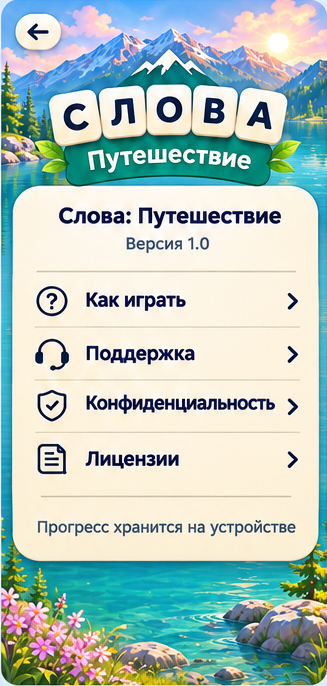 СЛОВА
Путешествие
Слова: Путешествие
Версия 1.0
Как играть
Поддержка
Конфиденциальность
Лицензии
Прогресс хранится на устройстве